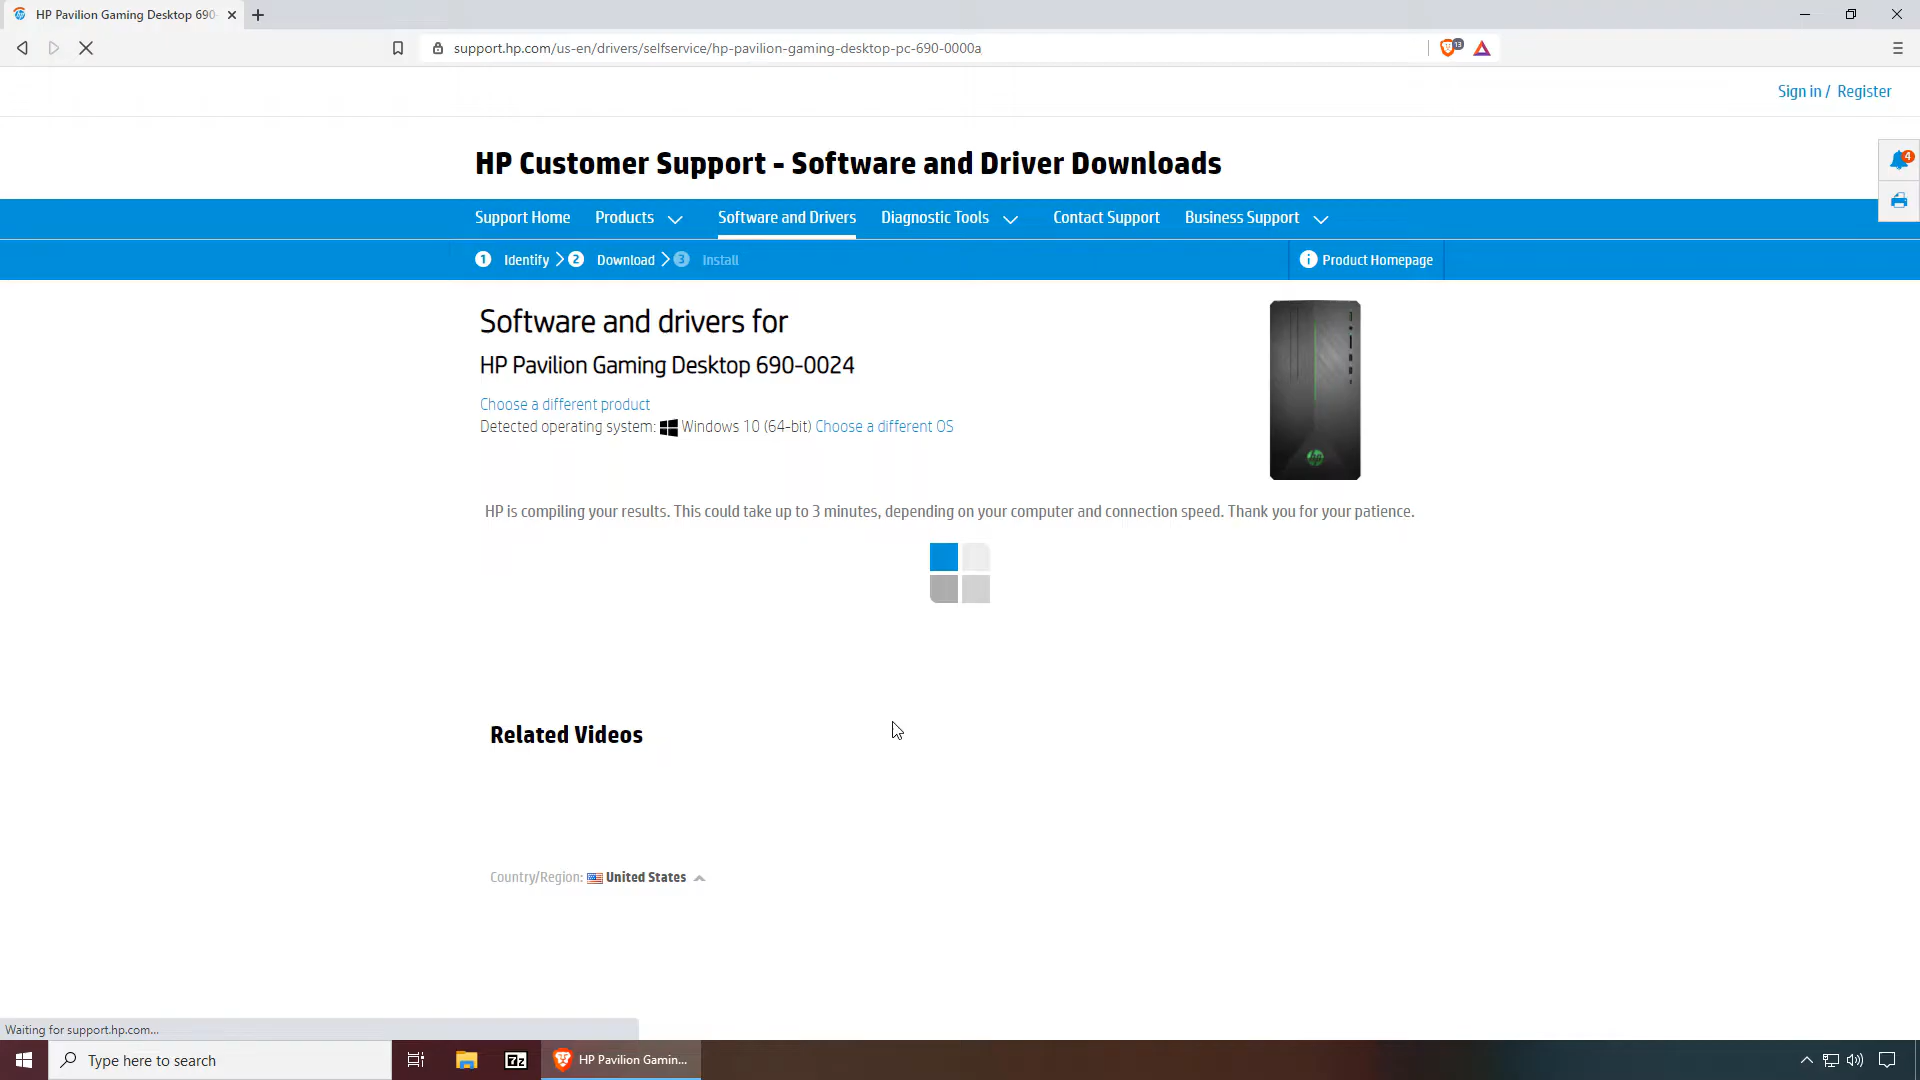 HP Pavilion Gaming Desktop 690-
support.hp.com/us-en/drivers/selfservice/hp-pavilion-gaming-desktop-pc-690-0000a
13
Sign in / Register
HP Customer Support - Software and Driver Downloads
4
Support Home Products Software and Drivers Diagnostic Tools Contact Support Business Support
1 Identify 2 Download 3 Install Product Homepage
Software and drivers for
HP Pavilion Gaming Desktop 690-0024
Choose a different product
Detected operating system: Windows 10 (64-bit) Choose a different OS
hp
HP is compiling your results. This could take up to 3 minutes, depending on your computer and connection speed. Thank you for your patience.
Related Videos
Country/Region: United States
Waiting for support.hp.com...
Type here to search
7z
HP Pavilion Gamin...